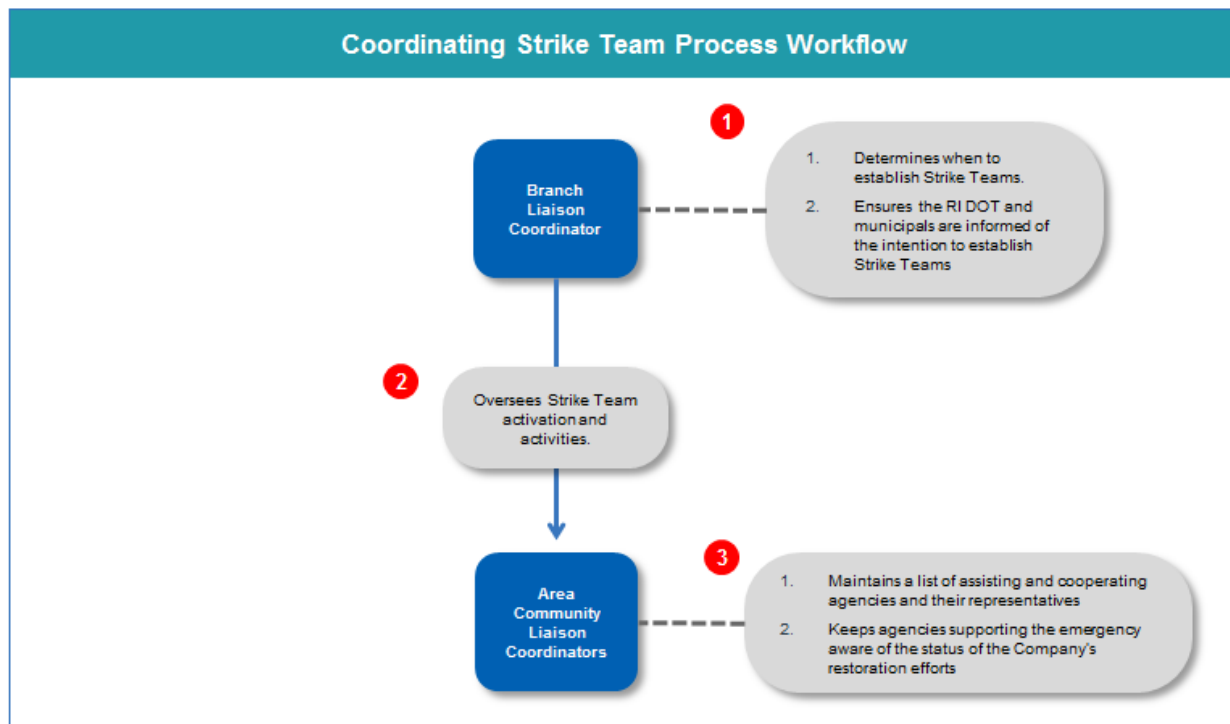 Coordinating Strike Team Process Workflow
1
Branch
Liaison
Coordinator
1. Determines when to
establish Strike Teams.
2. Ensures the RI DOT and
municipals are informed of
the intention to establish
Strike Teams
2
Oversees Strike Team
activation and
activities.
Area
Community
Liaison
Coordinators
3
1. Maintains a list of assisting and cooperating
agencies and their representatives
2. Keeps agencies supporting the emergency
aware of the status of the Company's
restoration efforts